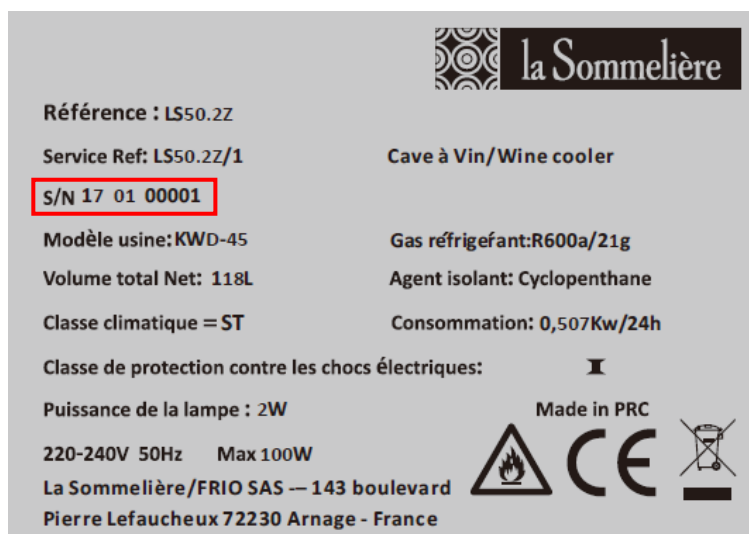 la Sommelière
Référence : LS50.2Z
Service Ref: LS50.2Z/1 Cave à Vin/Wine cooler
S/N 17 01 00001
Modèle usine: KWD-45 Gas réfrigeŕant:R600a/21g
Volume total Net: 118L Agent isolant: Cyclopenthane
Classe climatique = ST Consommation: 0,507Kw/24h
Classe de protection contre les chocs électriques: I
Puissance de la lampe : 2W Made in PRC
220-240V 50Hz Max 100W
CE
La Sommelière/FRIO SAS -– 143 boulevard
Pierre Lefaucheux 72230 Arnage - France